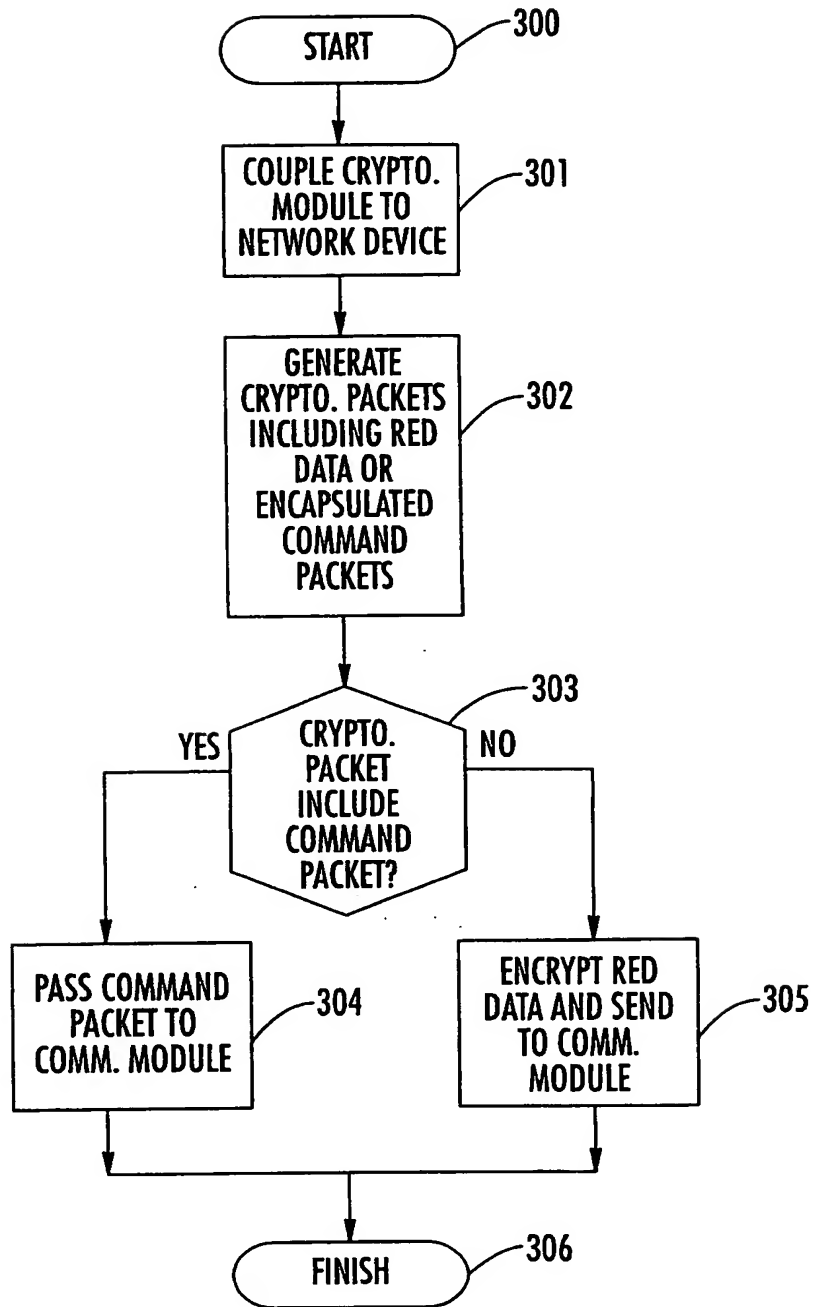 START
300
COUPLE CRYPTO.
MODULE TO
NETWORK DEVICE
301
GENERATE
CRYPTO. PACKETS
INCLUDING RED
DATA OR
ENCAPSULATED
COMMAND
PACKETS
302
303
YES
CRYPTO.
PACKET
INCLUDE
COMMAND
PACKET?
NO
PASS COMMAND
PACKET TO
COMM. MODULE
304
ENCRYPT RED
DATA AND SEND
TO COMM.
MODULE
305
FINISH
306